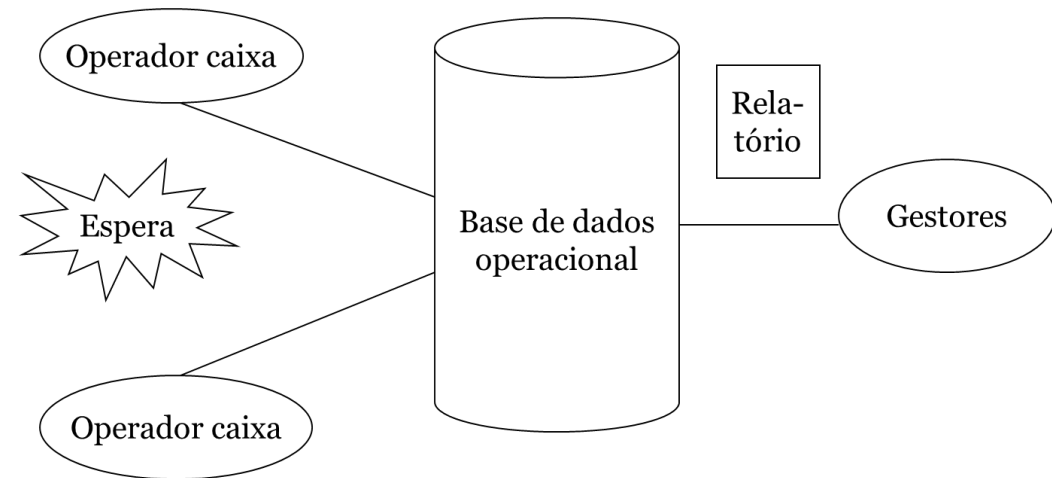 Operador caixa
Espera
Operador caixa
Base de dados
operacional
Rela-
tório
Gestores